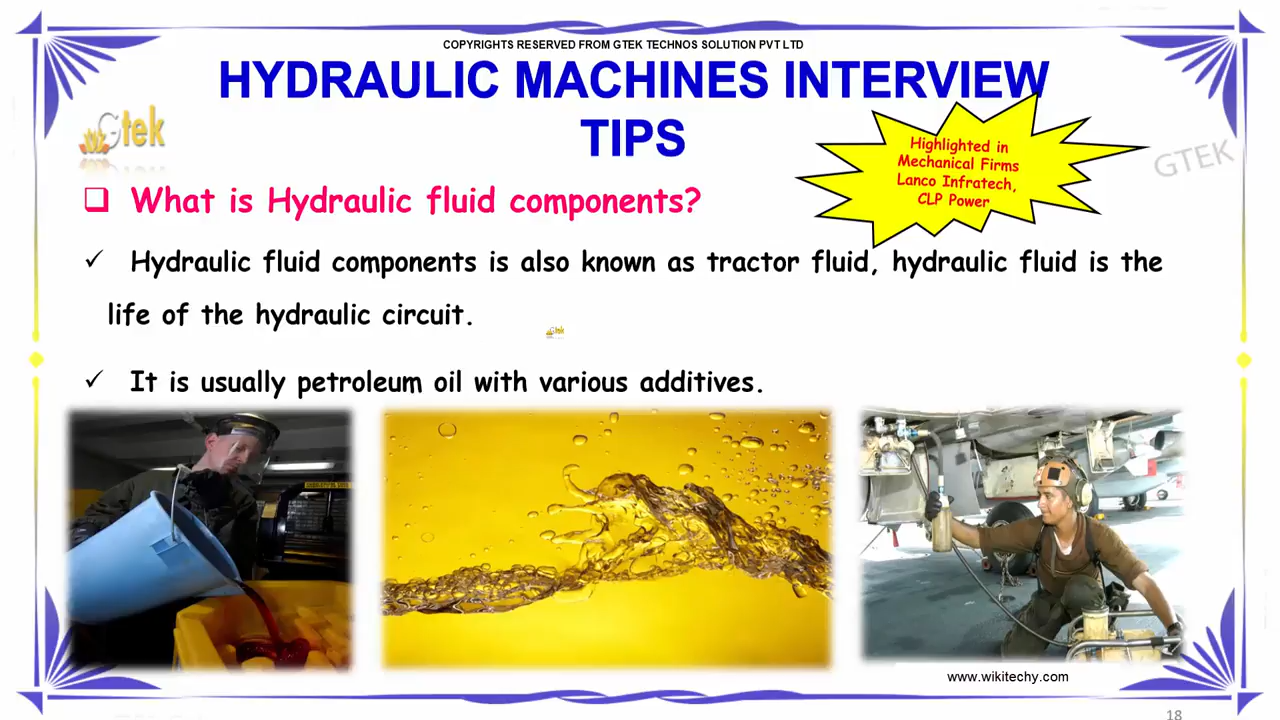 COPYRIGHTS RESERVED FROM GTEK TECHNOS SOLUTION PVT LTD
HYDRAULIC MACHINES INTERVIEW
TIPS
Gtek
Highlighted in
Mechanical Firms
Lanco Infratech,
CLP Power
GTEK
What is Hydraulic fluid components?
Hydraulic fluid components is also known as tractor fluid, hydraulic fluid is the
life of the hydraulic circuit.
Gtek
It is usually petroleum oil with various additives.
www.wikitechy.com
18